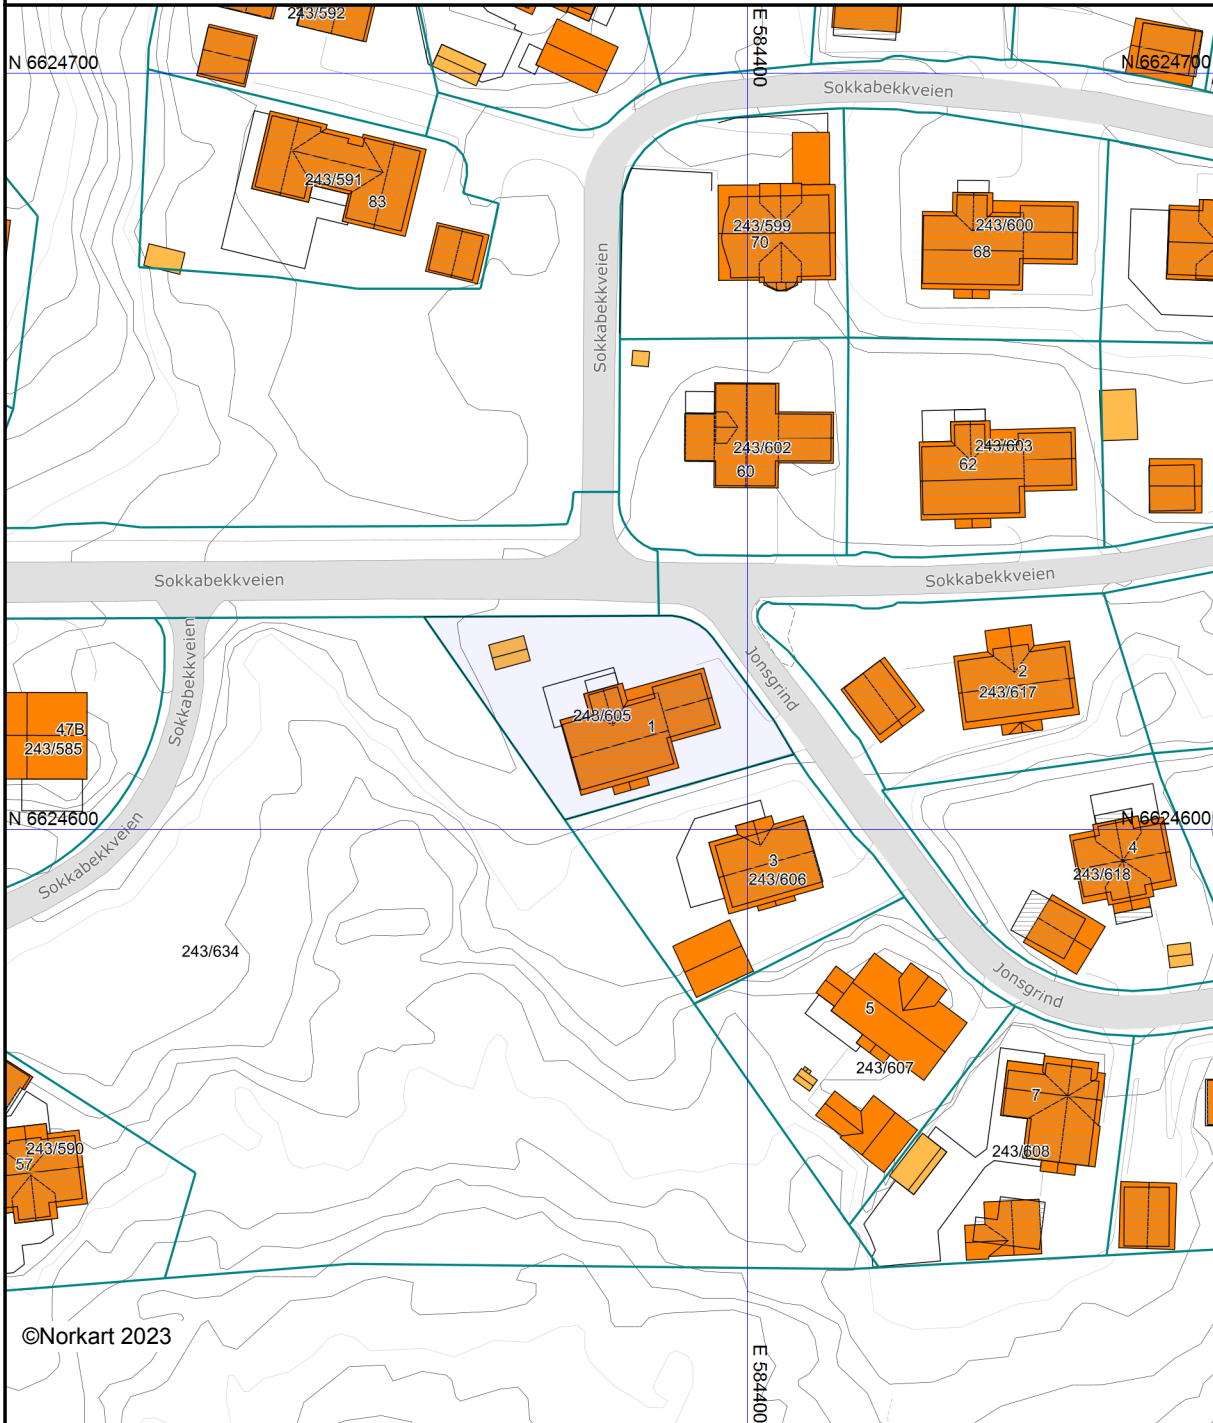 243/592
N 6624700
E 584400
N 6624700
Sokkabekkveien
243/591
83
243/599
70
243/600
68
Sokkabekkveien
243/602
60
243/603
62
Sokkabekkveien
Sokkabekkveien
Sokkabekkveien
Jonsgrind
2
243/617
243/605
1
47B
243/585
N 6624600
N 6624600
Sokkabekkveien
3
243/606
4
243/618
243/634
Jonsgrind
5
243/607
7
243/608
243/590
57
©Norkart 2023
E 584400